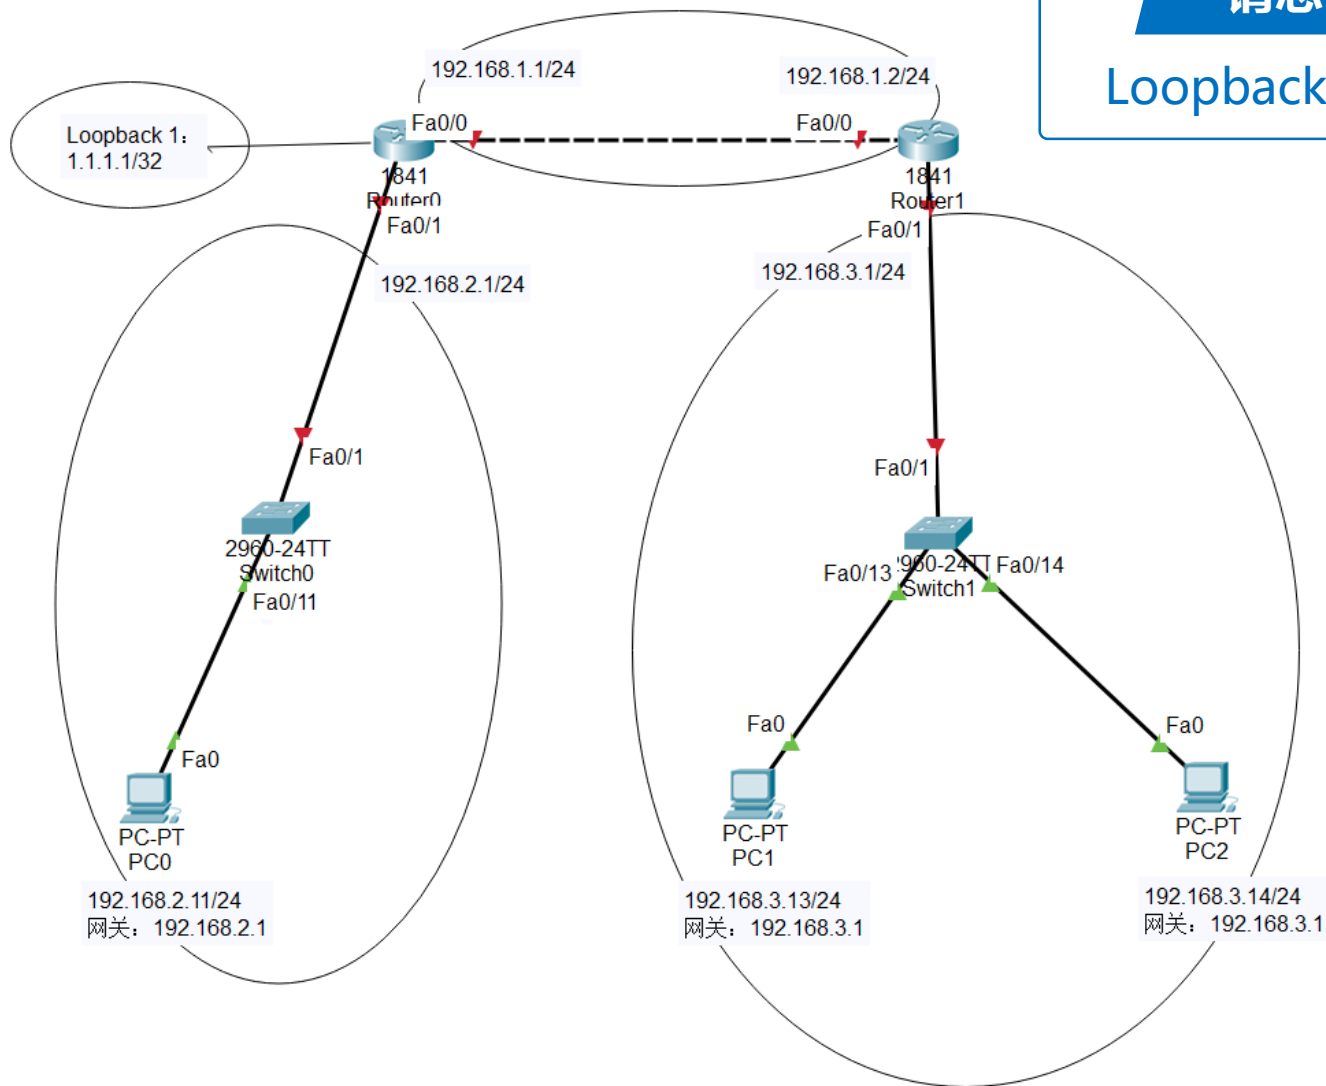 Loopback
192.168.1.1/24
192.168.1.2/24
Loopback 1：
1.1.1.1/32
Fa0/0
Fa0/0
1841
Router0
1841
Router1
Fa0/1
Fa0/1
192.168.2.1/24
192.168.3.1/24
Fa0/1
Fa0/1
2960-24TT
Switch0
Fa0/11
Fa0/13
2960-24TT
Switch1
Fa0/14
Fa0
Fa0
Fa0
PC-PT
PC0
PC-PT
PC1
PC-PT
PC2
192.168.2.11/24
网关：192.168.2.1
192.168.3.13/24
网关：192.168.3.1
192.168.3.14/24
网关：192.168.3.1